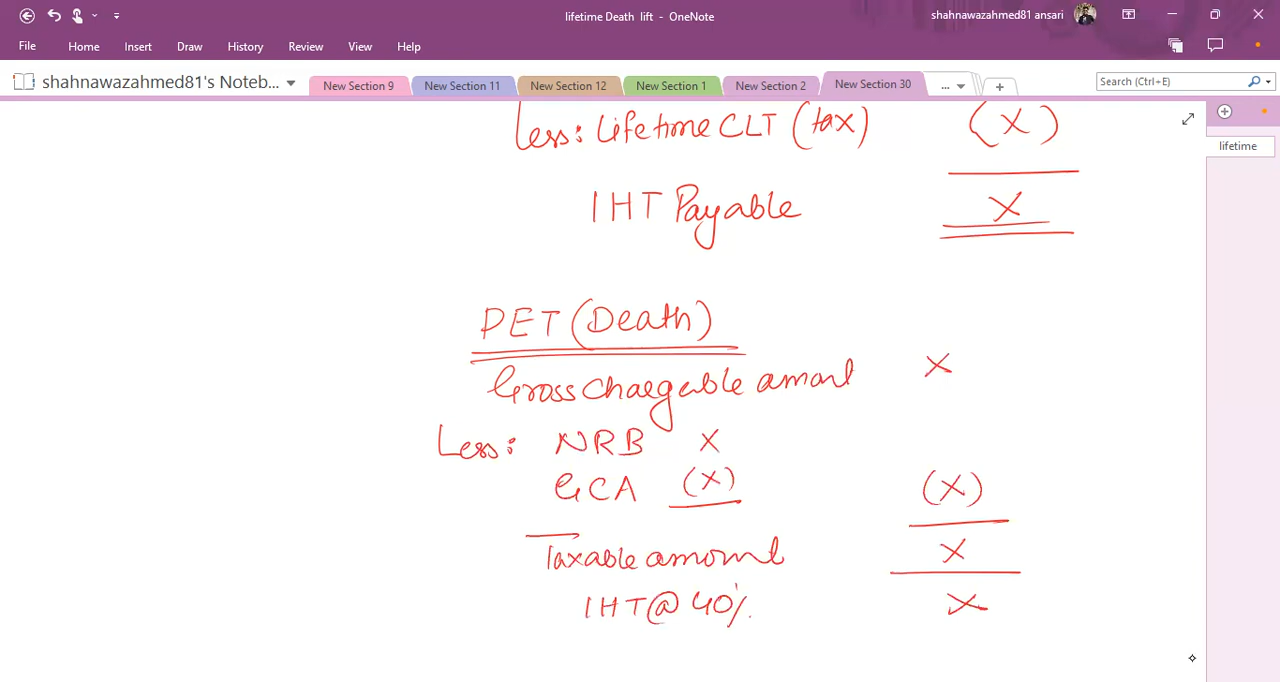 lifetime Death lift - OneNote
shahnawazahmed81 ansari
File Home Insert Draw History Review View Help
shahnawazahmed81's Noteb... New Section 9 New Section 11 New Section 12 New Section 1 New Section 2 New Section 30 ... Search (Ctrl+E)
lifetime
Less: Lifetime CLT (tax) (X)
IHT Payable X
PET (Death)
Gross Chargable amont X
Less: NRB X
GCA (X) (X)
Taxable amomt X
IHT@ 40% X